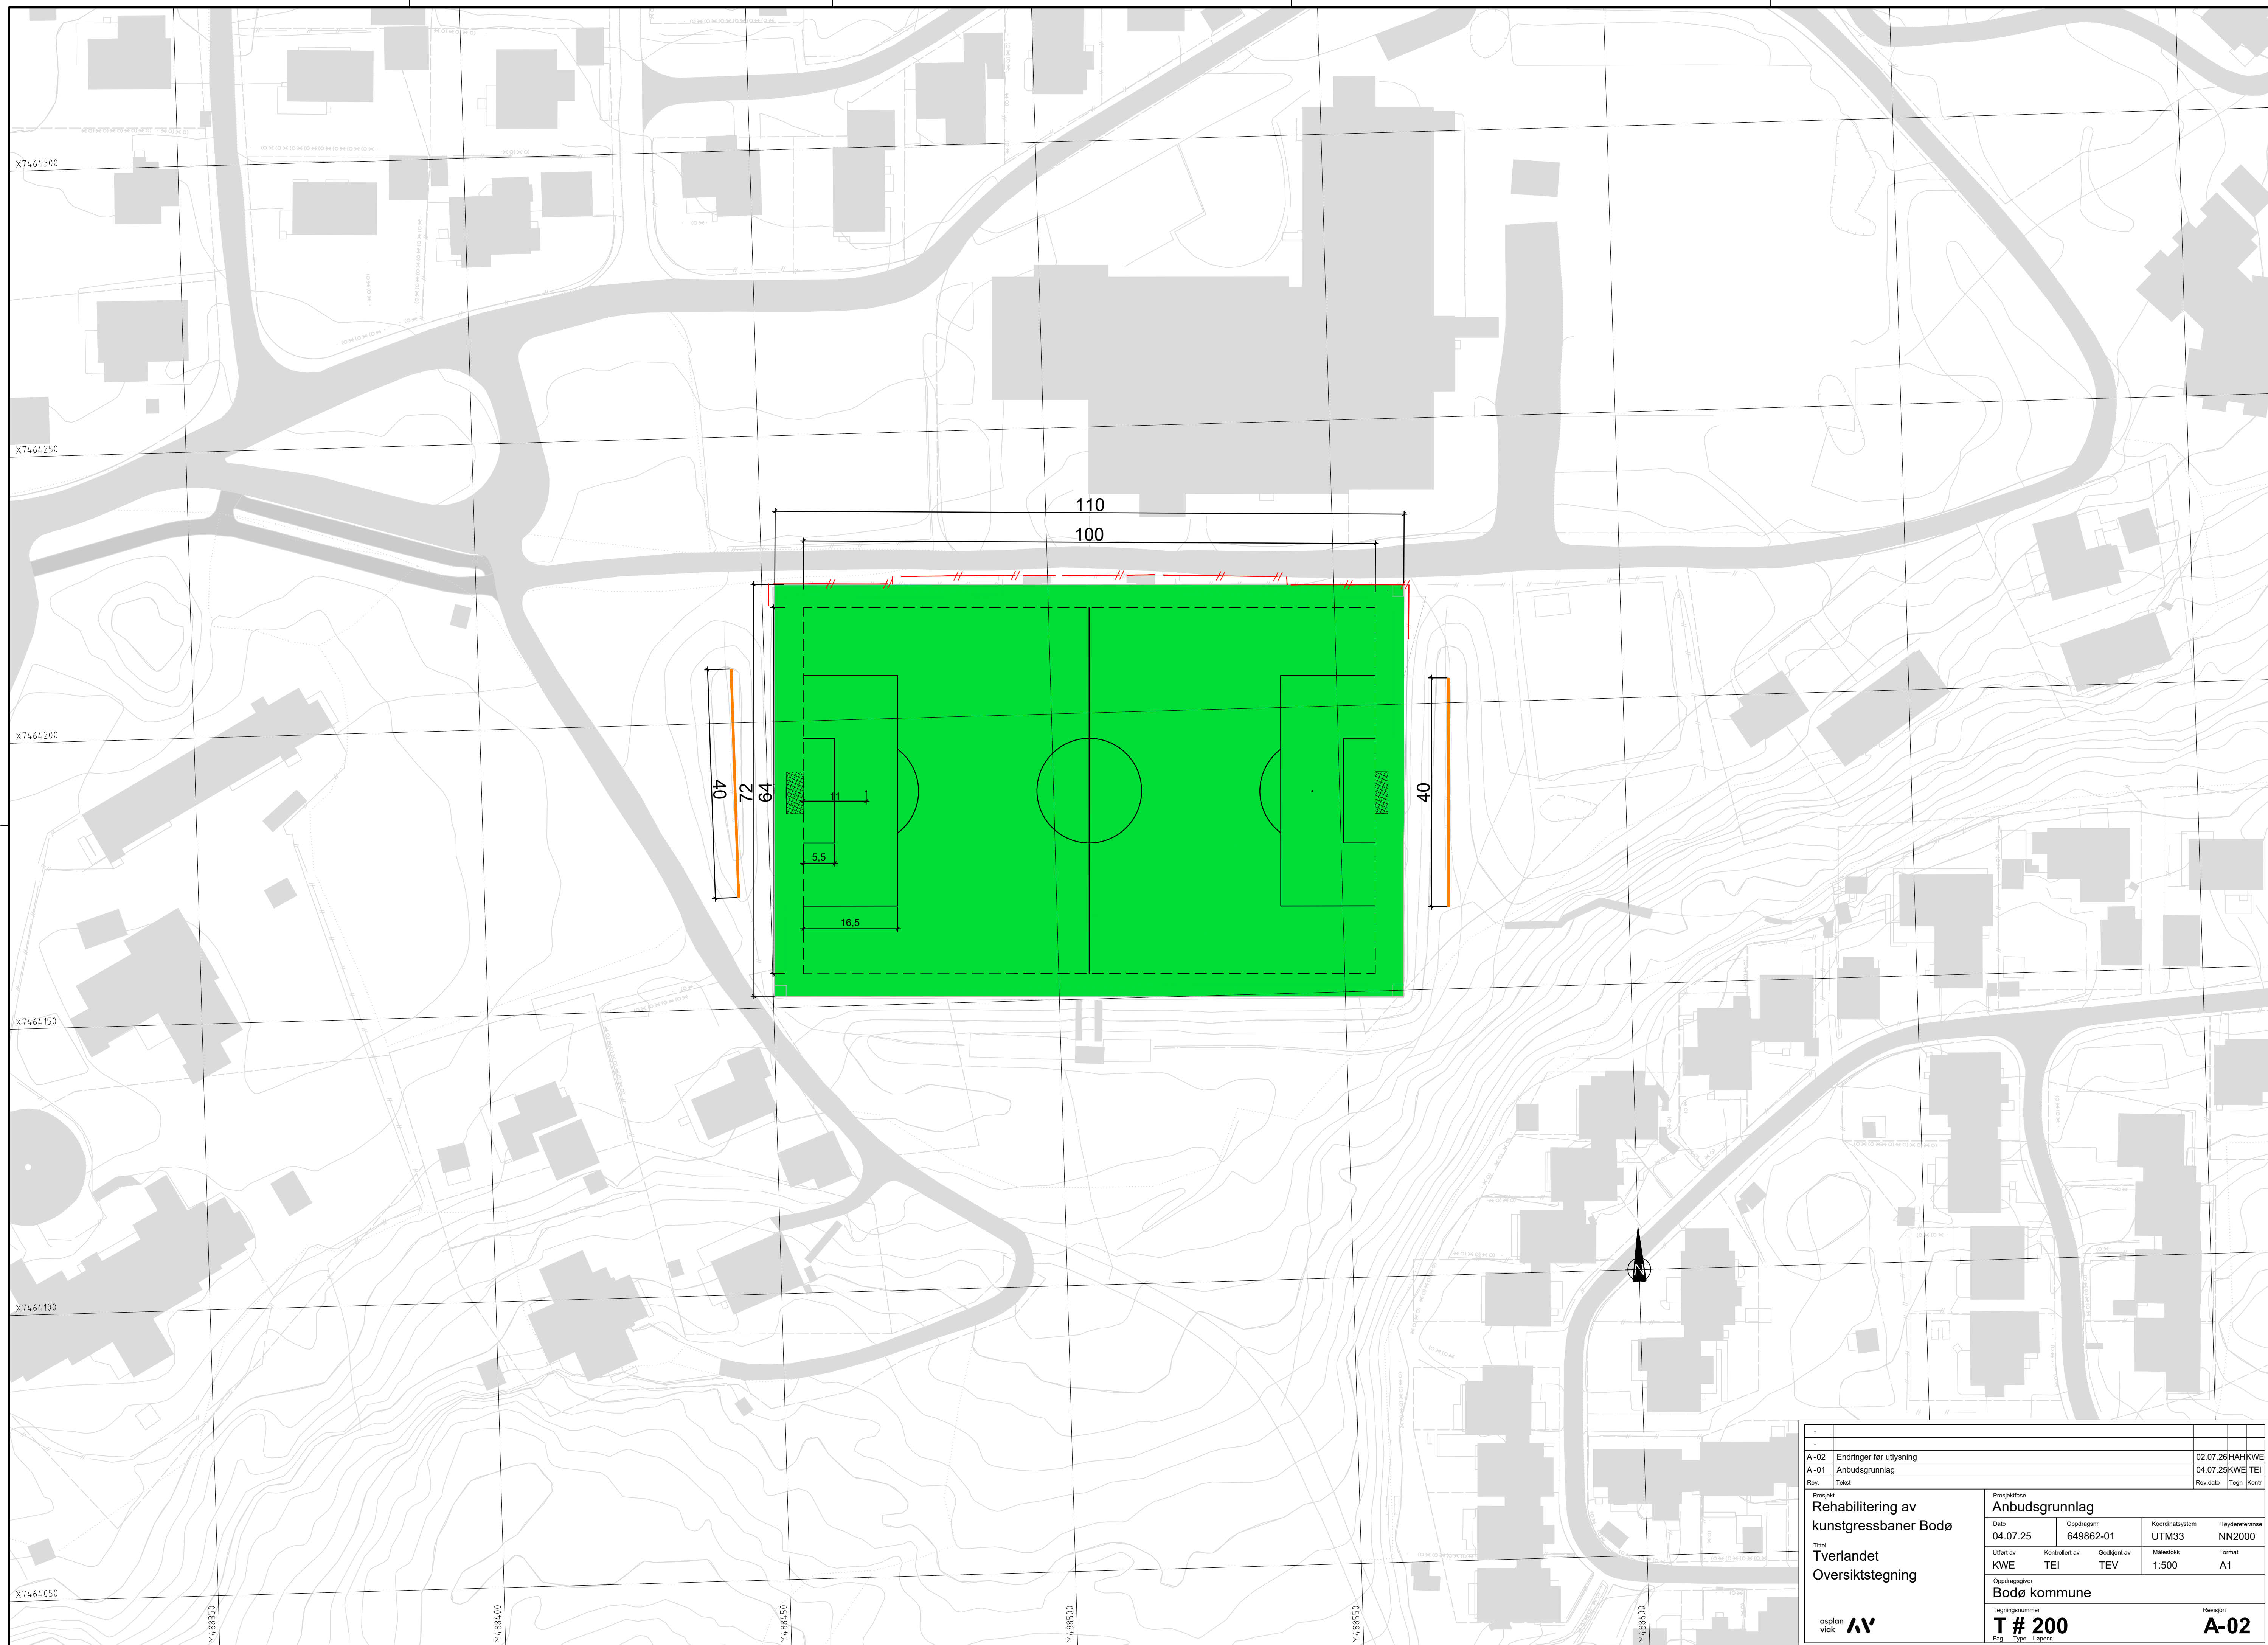 X7464300
X7464250
X7464200
X7464150
X7464100
X7464050
Y488350
Y488400
Y488450
Y488500
Y488550
Y488600
110
100
40
72
64
11
5,5
16,5
40
N
-
-
A-02 Endringer før utlysning 02.07.26 HAH KWE
A-01 Anbudsgrunnlag 04.07.25 KWE TEI
Rev. Tekst Rev.dato Tegn Kontr
Prosjekt
Rehabilitering av
kunstgressbaner Bodø
Tittel
Tverlandet
Oversiktstegning
asplan
viak
Prosjektfase
Anbudsgrunnlag
Dato Oppdragsnr Koordinatsystem Høydereferanse
04.07.25 649862-01 UTM33 NN2000
Utført av Kontrollert av Godkjent av Målestokk Format
KWE TEI TEV 1:500 A1
Oppdragsgiver
Bodø kommune
Tegningsnummer Revisjon
T # 200 A-02
Fag Type Løpenr.